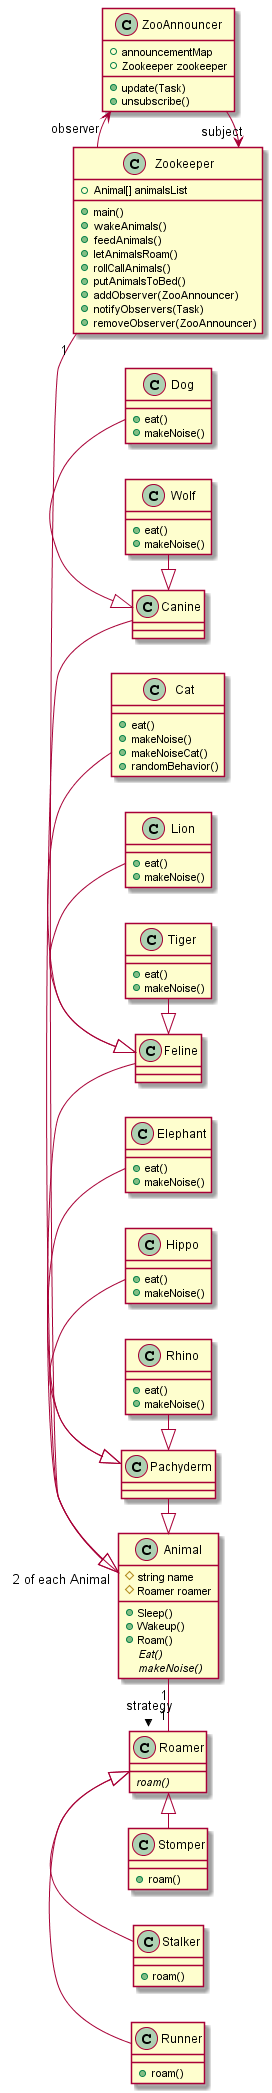 C ZooAnnouncer
announcementMap
Zookeeper zookeeper
update(Task)
unsubscribe()
observer
subject
C Zookeeper
Animal[] animalsList
main()
wakeAnimals()
feedAnimals()
letAnimalsRoam()
rollCallAnimals()
putAnimalsToBed()
addObserver(ZooAnnouncer)
notifyObservers(Task)
removeObserver(ZooAnnouncer)
1
C Dog
eat()
makeNoise()
C Wolf
eat()
makeNoise()
C Canine
C Cat
eat()
makeNoise()
makeNoiseCat()
randomBehavior()
C Lion
eat()
makeNoise()
C Tiger
eat()
makeNoise()
C Feline
C Elephant
eat()
makeNoise()
C Hippo
eat()
makeNoise()
C Rhino
eat()
makeNoise()
C Pachyderm
C Animal
2 of each Animal
string name
Roamer roamer
Sleep()
Wakeup()
Roam()
Eat()
makeNoise()
1
strategy
1
C Roamer
roam()
C Stomper
roam()
C Stalker
roam()
C Runner
roam()